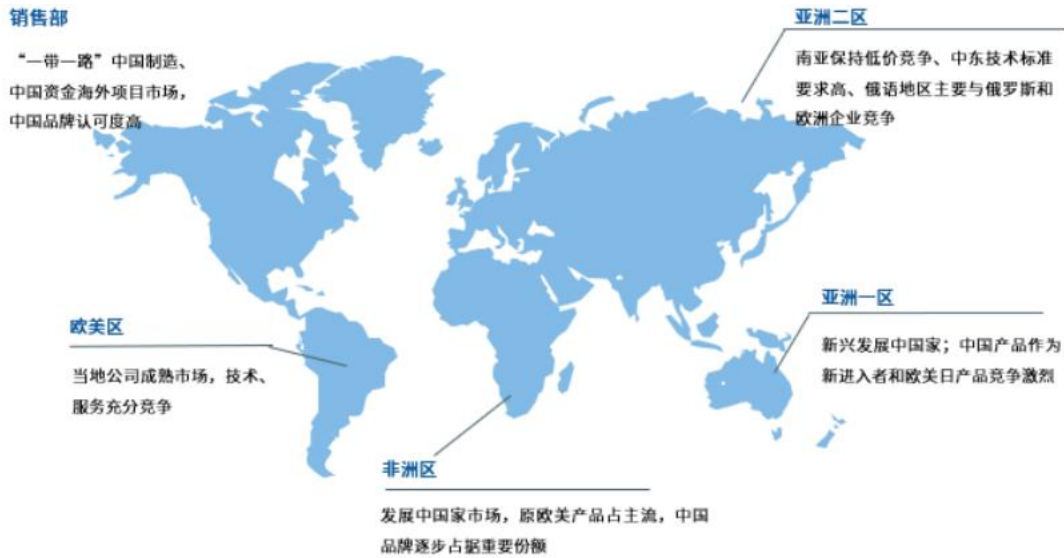 销售部
“一带一路”中国制造、
中国资金海外项目市场，
中国品牌认可度高
亚洲二区
南亚保持低价竞争、中东技术标准
要求高、俄语地区主要与俄罗斯和
欧洲企业竞争
欧美区
当地公司成熟市场，技术、
服务充分竞争
亚洲一区
新兴发展中国家；中国产品作为
新进入者和欧美日产品竞争激烈
非洲区
发展中国家市场，原欧美产品占主流，中国
品牌逐步占据重要份额